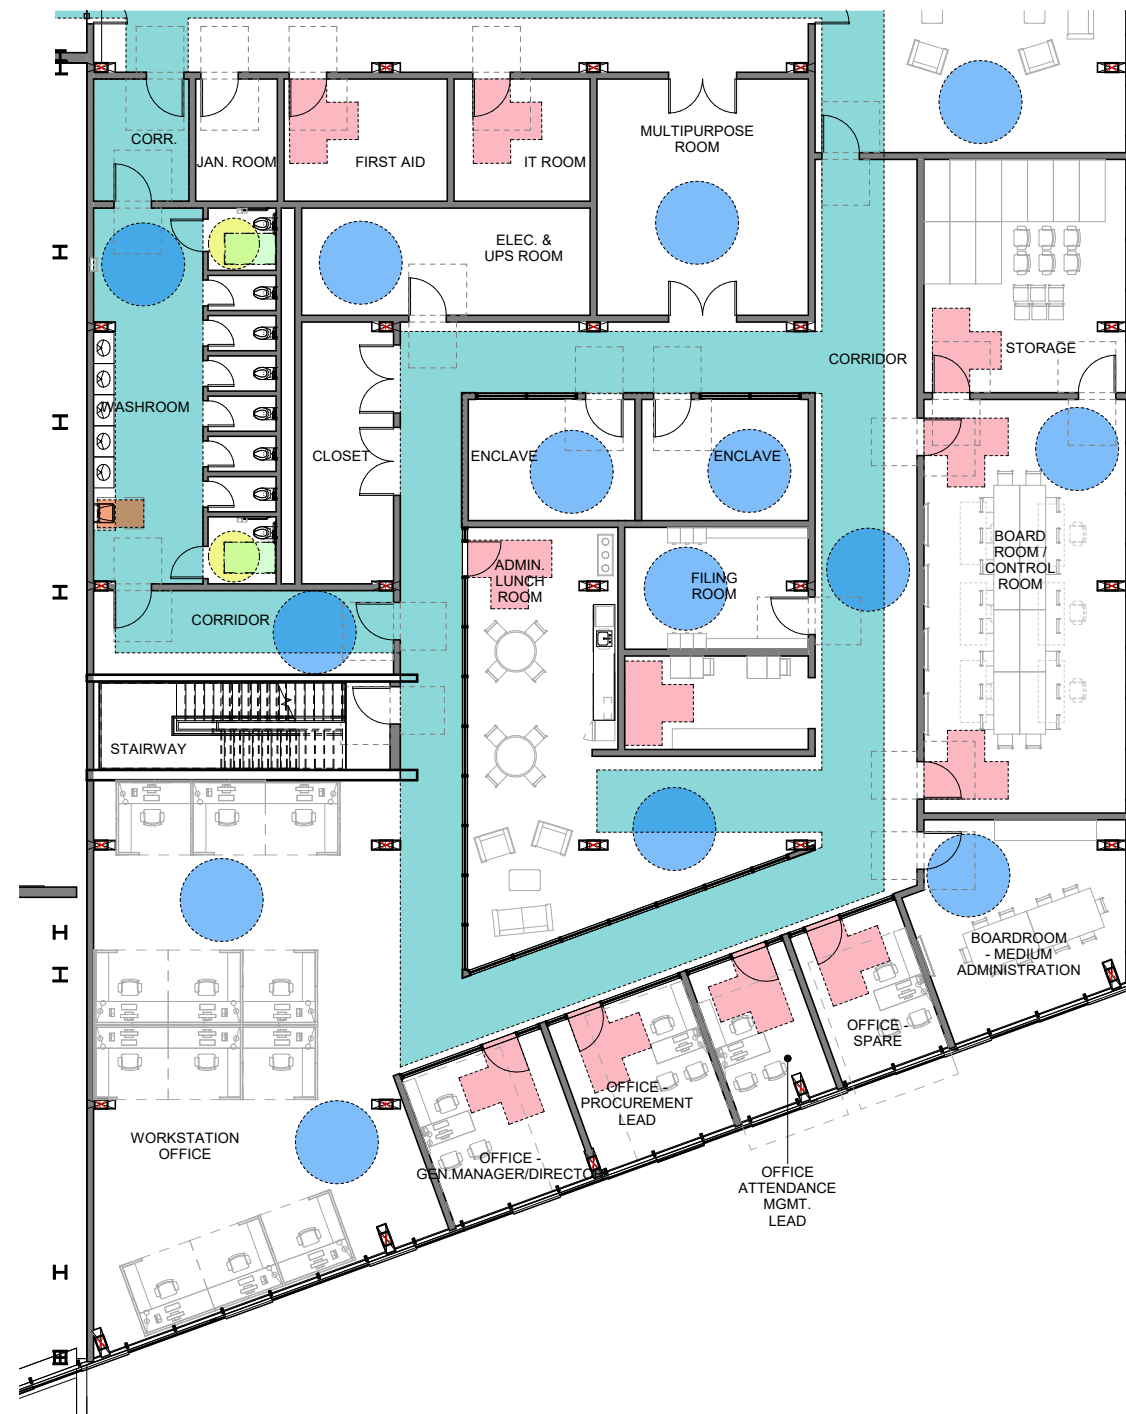 CORR.
JAN. ROOM
FIRST AID
IT ROOM
MULTIPURPOSE
ROOM
ELEC. &
UPS ROOM
CORRIDOR
STORAGE
WASHROOM
CLOSET
ENCLAVE
ENCLAVE
ADMIN.
LUNCH
ROOM
FILING
ROOM
BOARD
ROOM /
CONTROL
ROOM
CORRIDOR
STAIRWAY
BOARDROOM
- MEDIUM
ADMINISTRATION
OFFICE -
SPARE
OFFICE -
PROCUREMENT
LEAD
WORKSTATION
OFFICE
OFFICE -
GEN.MANAGER/DIRECTOR
OFFICE
ATTENDANCE
MGMT.
LEAD